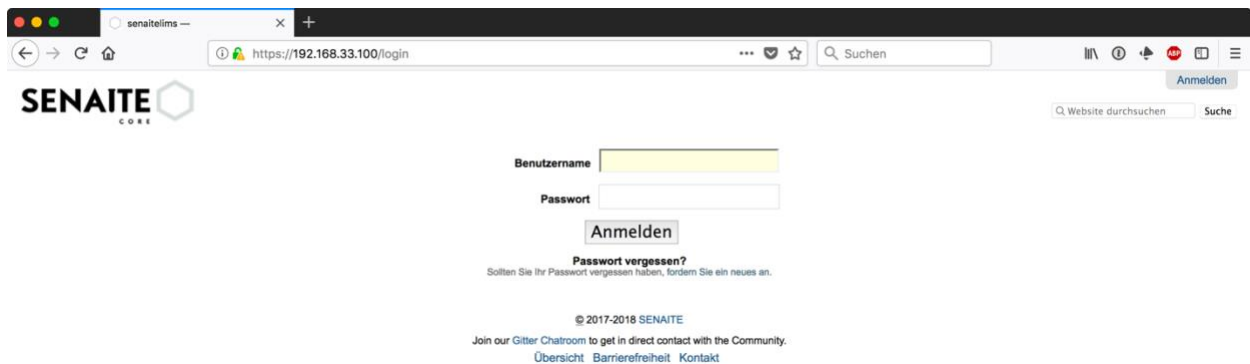 senaitelims —
https://192.168.33.100/login
Suchen
ABP
Anmelden
SENAITE
CORE
Website durchsuchen
Suche
Benutzername
Passwort
Anmelden
Passwort vergessen?
Sollten Sie Ihr Passwort vergessen haben, fordern Sie ein neues an.
© 2017-2018 SENAITE
Join our Gitter Chatroom to get in direct contact with the Community.
Übersicht Barrierefreiheit Kontakt